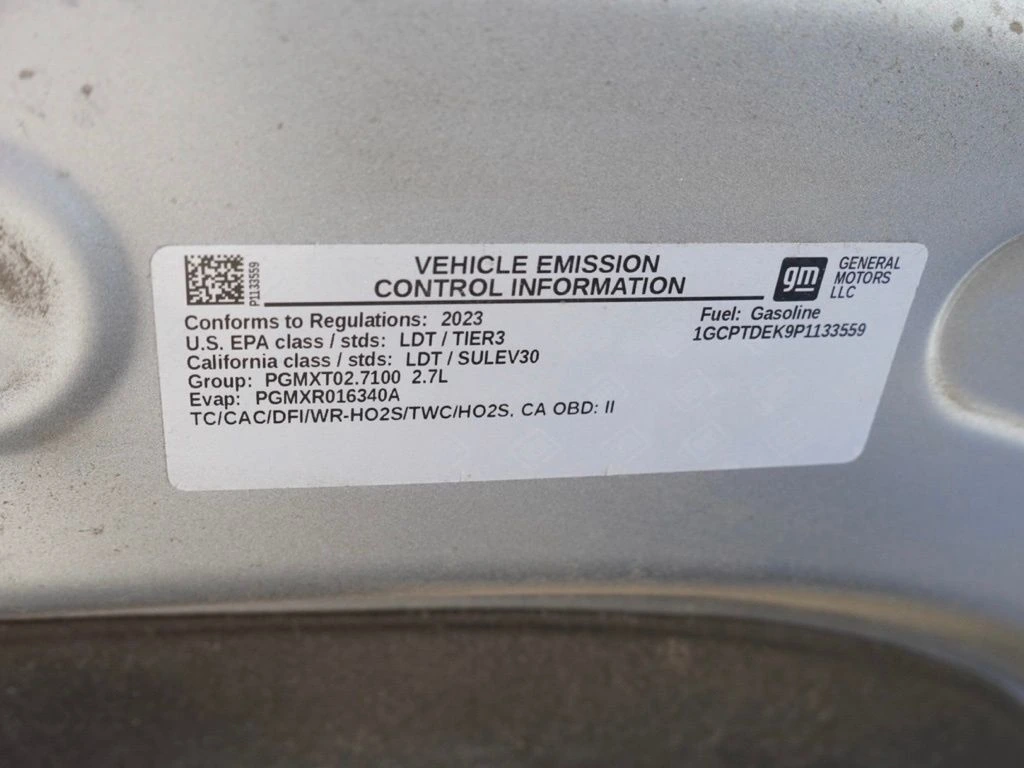 P1133559
VEHICLE EMISSION
CONTROL INFORMATION
gm
GENERAL
MOTORS
LLC
Conforms to Regulations: 2023
Fuel: Gasoline
U.S. EPA class / stds: LDT / TIER3
1GCPTDEK9P1133559
California class / stds: LDT / SULEV30
Group: PGMXT02.7100 2.7L
Evap: PGMXR016340A
TC/CAC/DFI/WR-HO2S/TWC/HO2S. CA OBD: II